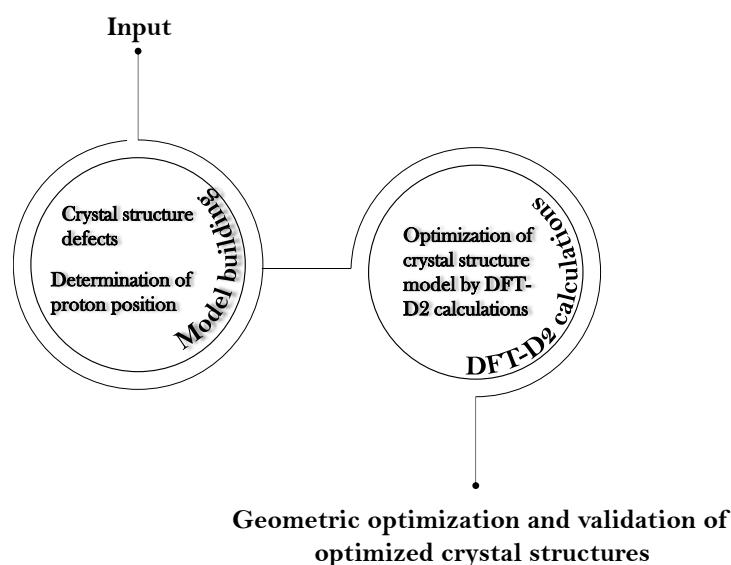 Input
Crystal structure
defects
Determination of
proton position
Model building
Optimization of
crystal structure
model by DFT-
D2 calculations
DFT-D2 calculations
Geometric optimization and validation of
optimized crystal structures